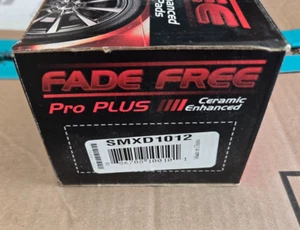 FADE FREE
Pro PLUS
Ceramic
Enhanced
SMXD1012